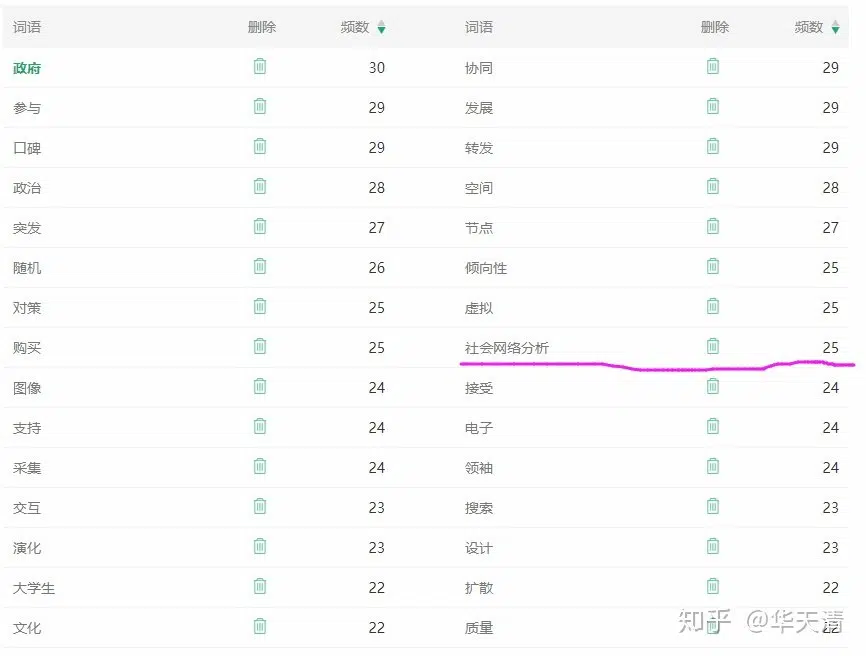 词语 删除 频数 词语 删除 频数
政府 30 协同 29
参与 29 发展 29
口碑 29 转发 29
政治 28 空间 28
突发 27 节点 27
随机 26 倾向性 25
对策 25 虚拟 25
购买 25 社会网络分析 25
图像 24 接受 24
支持 24 电子 24
采集 24 领袖 24
交互 23 搜索 23
演化 23 设计 23
大学生 22 扩散 22
文化 22 质量 22
知乎 @华天清